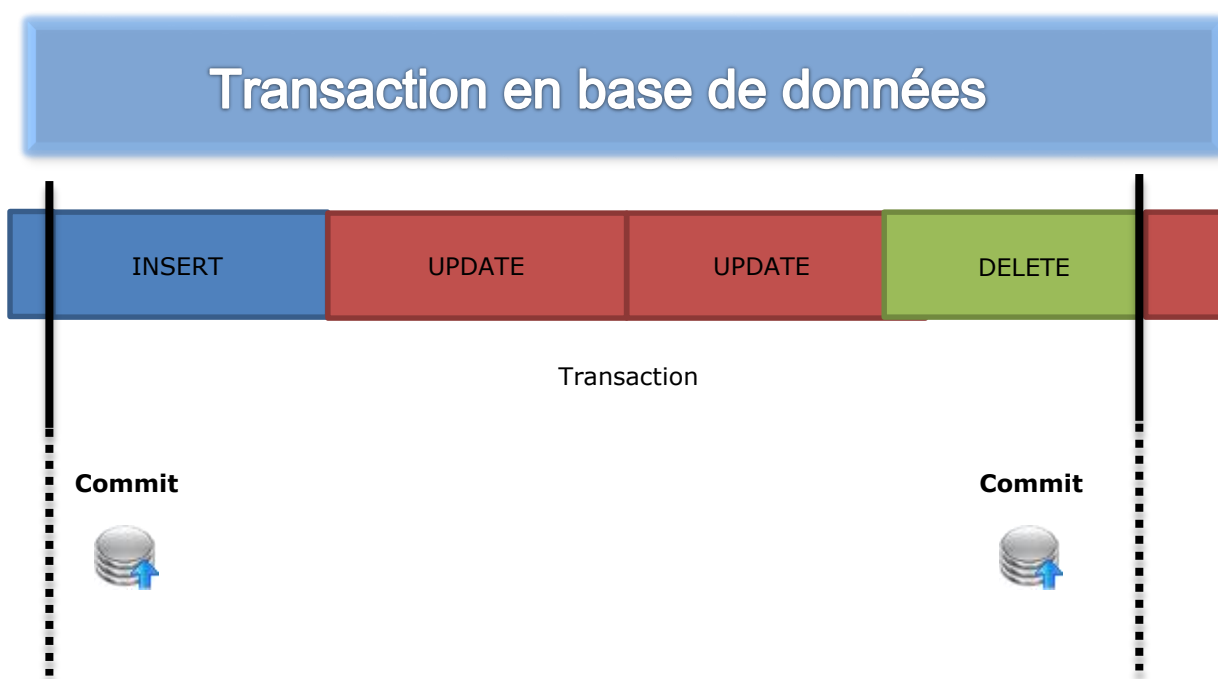 Transaction en base de données
INSERT UPDATE UPDATE DELETE
Transaction
Commit Commit